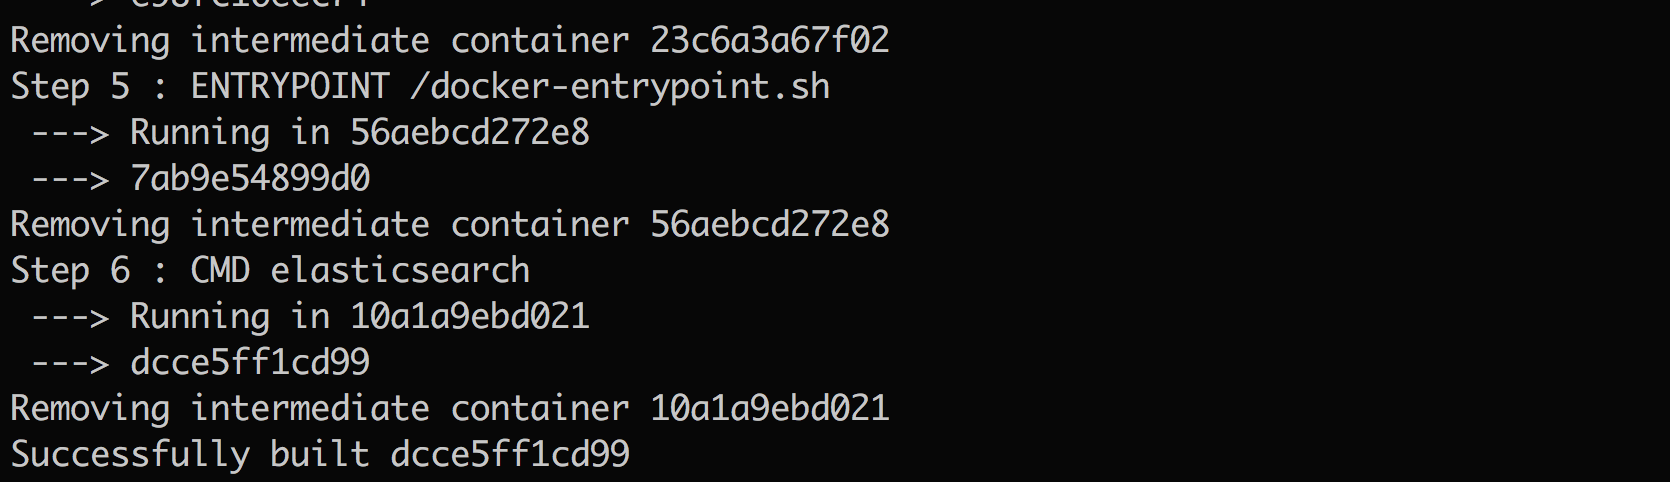 Removing intermediate container 23c6a3a67f02
Step 5 : ENTRYPOINT /docker-entrypoint.sh
 ---> Running in 56aebcd272e8
 ---> 7ab9e54899d0
Removing intermediate container 56aebcd272e8
Step 6 : CMD elasticsearch
 ---> Running in 10a1a9ebd021
 ---> dcce5ff1cd99
Removing intermediate container 10a1a9ebd021
Successfully built dcce5ff1cd99